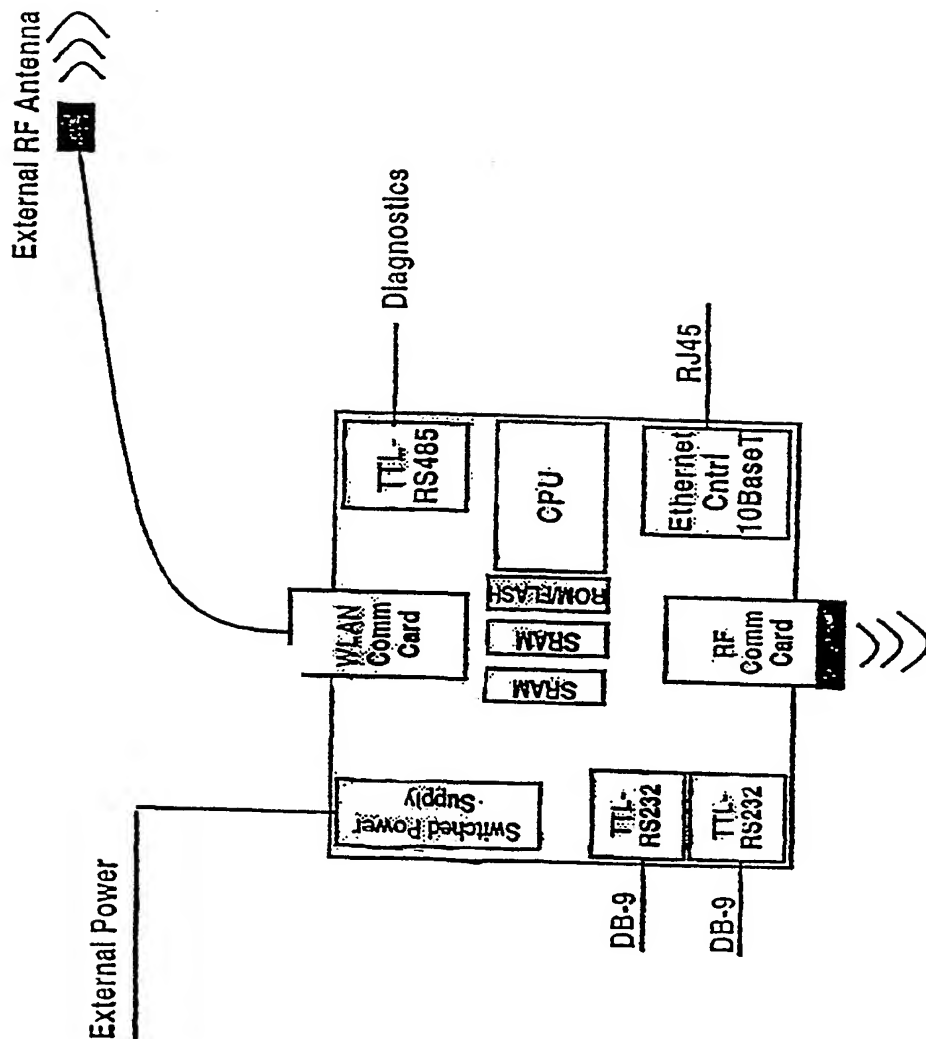 External RF Antenna
External Power
Diagnostics
RJ45
DB-9
DB-9
Switched Power
Supply
WLAN
Comm
Card
TTL-
RS485
SRAM
SRAM
ROM/FLASH
CPU
TTL-
RS232
TTL-
RS232
RF
Comm
Card
Ethernet
Cntrl
10BaseT